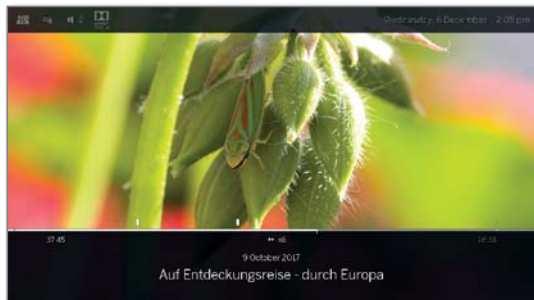 Wednesday, 6 December 2:05 pm
37:45
x6
9 October 2017
Auf Entdeckungsreise - durch Europa